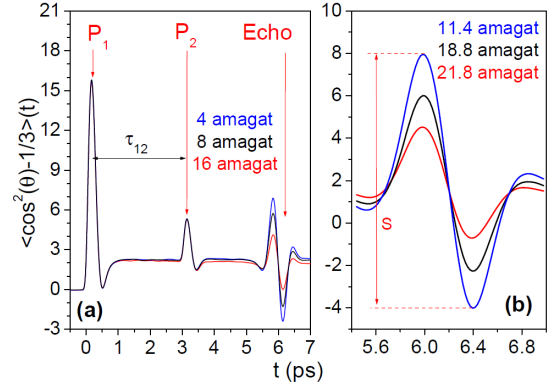 <cos²(θ)-1/3>(t)
18
15
12
9
6
3
0
-3
P₁
P₂
Echo
4 amagat
8 amagat
16 amagat
τ₁₂
(a)
0 1 2 3 4 5 6 7
10
8
6
4
2
0
-2
-4
11.4 amagat
18.8 amagat
21.8 amagat
S
(b)
5.6 6.0 6.4 6.8
t (ps)